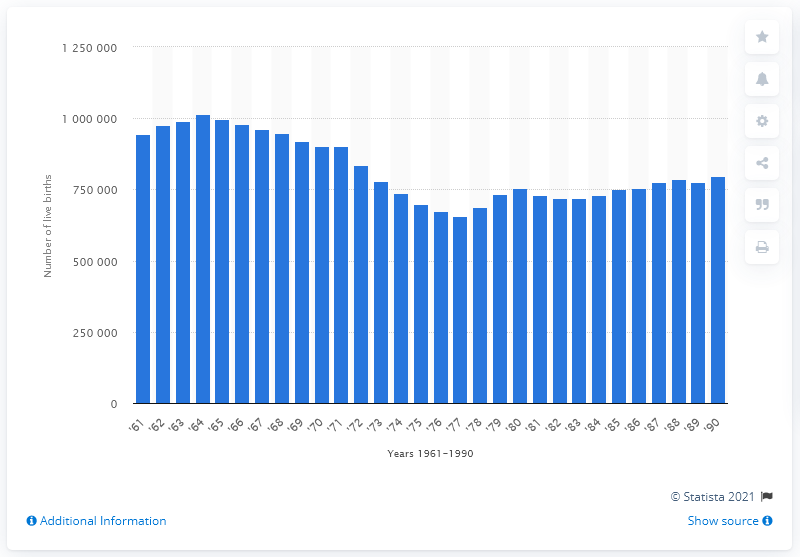 1 250 000
1 000 000
750 000
500 000
250 000
0
Number of live births
'61 '62 '63 '64 '65 '66 '67 '68 '69 '70 '71 '72 '73 '74 '75 '76 '77 '78 '79 '80 '81 '82 '83 '84 '85 '86 '87 '88 '89 '90
Years 1961–1990
© Statista 2021
Additional Information
Show source